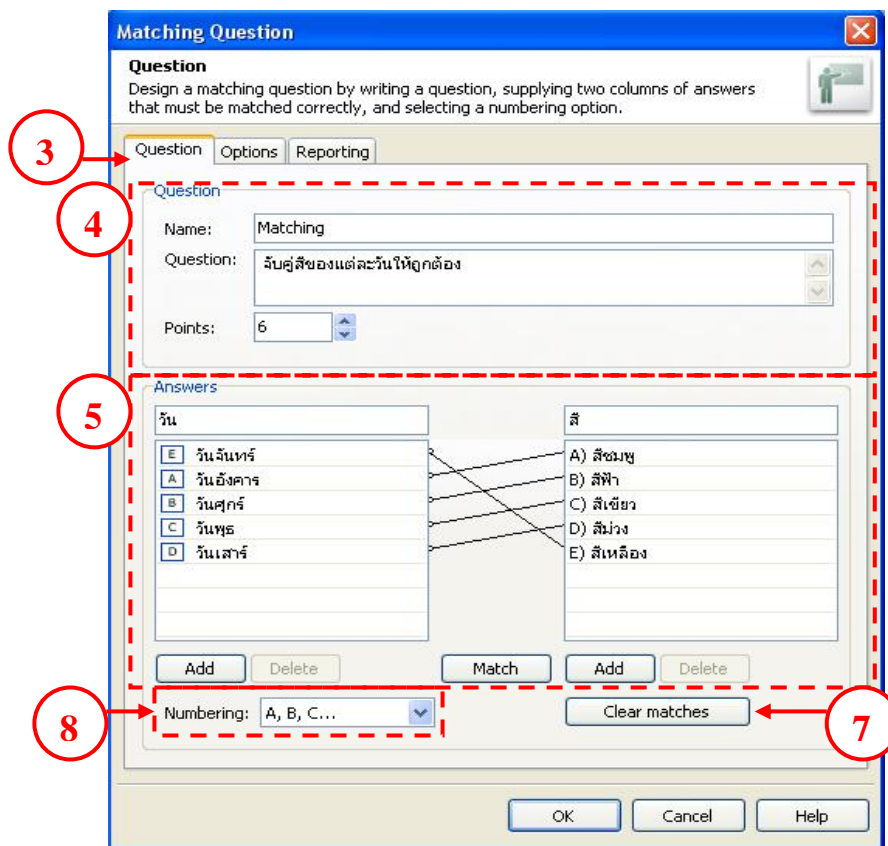 Matching Question
Question
Design a matching question by writing a question, supplying two columns of answers
that must be matched correctly, and selecting a numbering option.
3
Question Options Reporting
4
Question
Name: Matching
Question: จับคู่สีของแต่ละวันให้ถูกต้อง
Points: 6
5
Answers
วัน สี
E วันจันทร์ A) สีชมพู
A วันอังคาร B) สีฟ้า
B วันศุกร์ C) สีเขียว
C วันพุธ D) สีม่วง
D วันเสาร์ E) สีเหลือง
Add Delete Match Add Delete
8 Numbering: A, B, C... Clear matches 7
OK Cancel Help